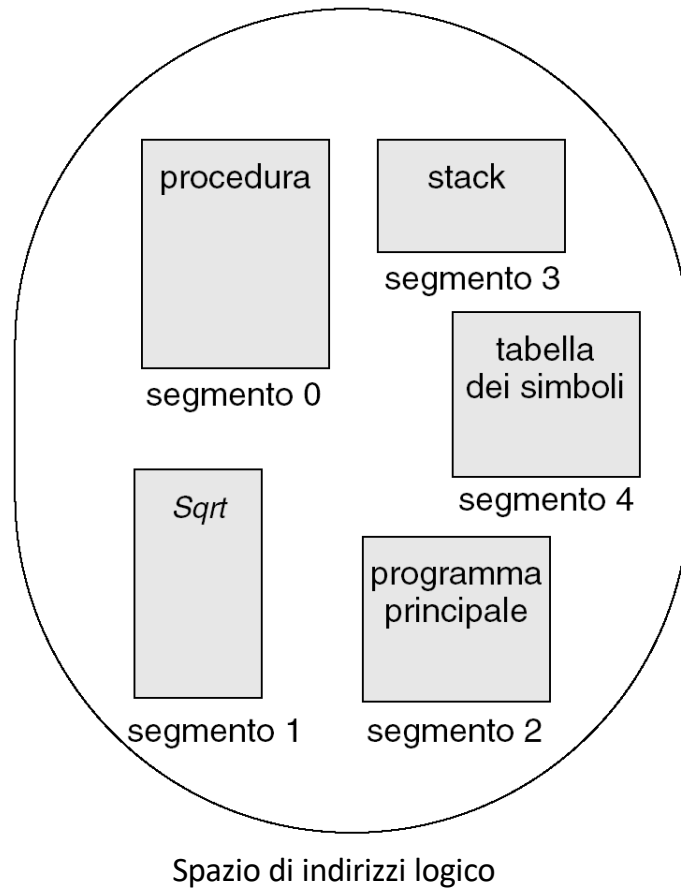 procedura
segmento 0
stack
segmento 3
tabella
dei simboli
segmento 4
Sqrt
segmento 1
programma
principale
segmento 2
Spazio di indirizzi logico